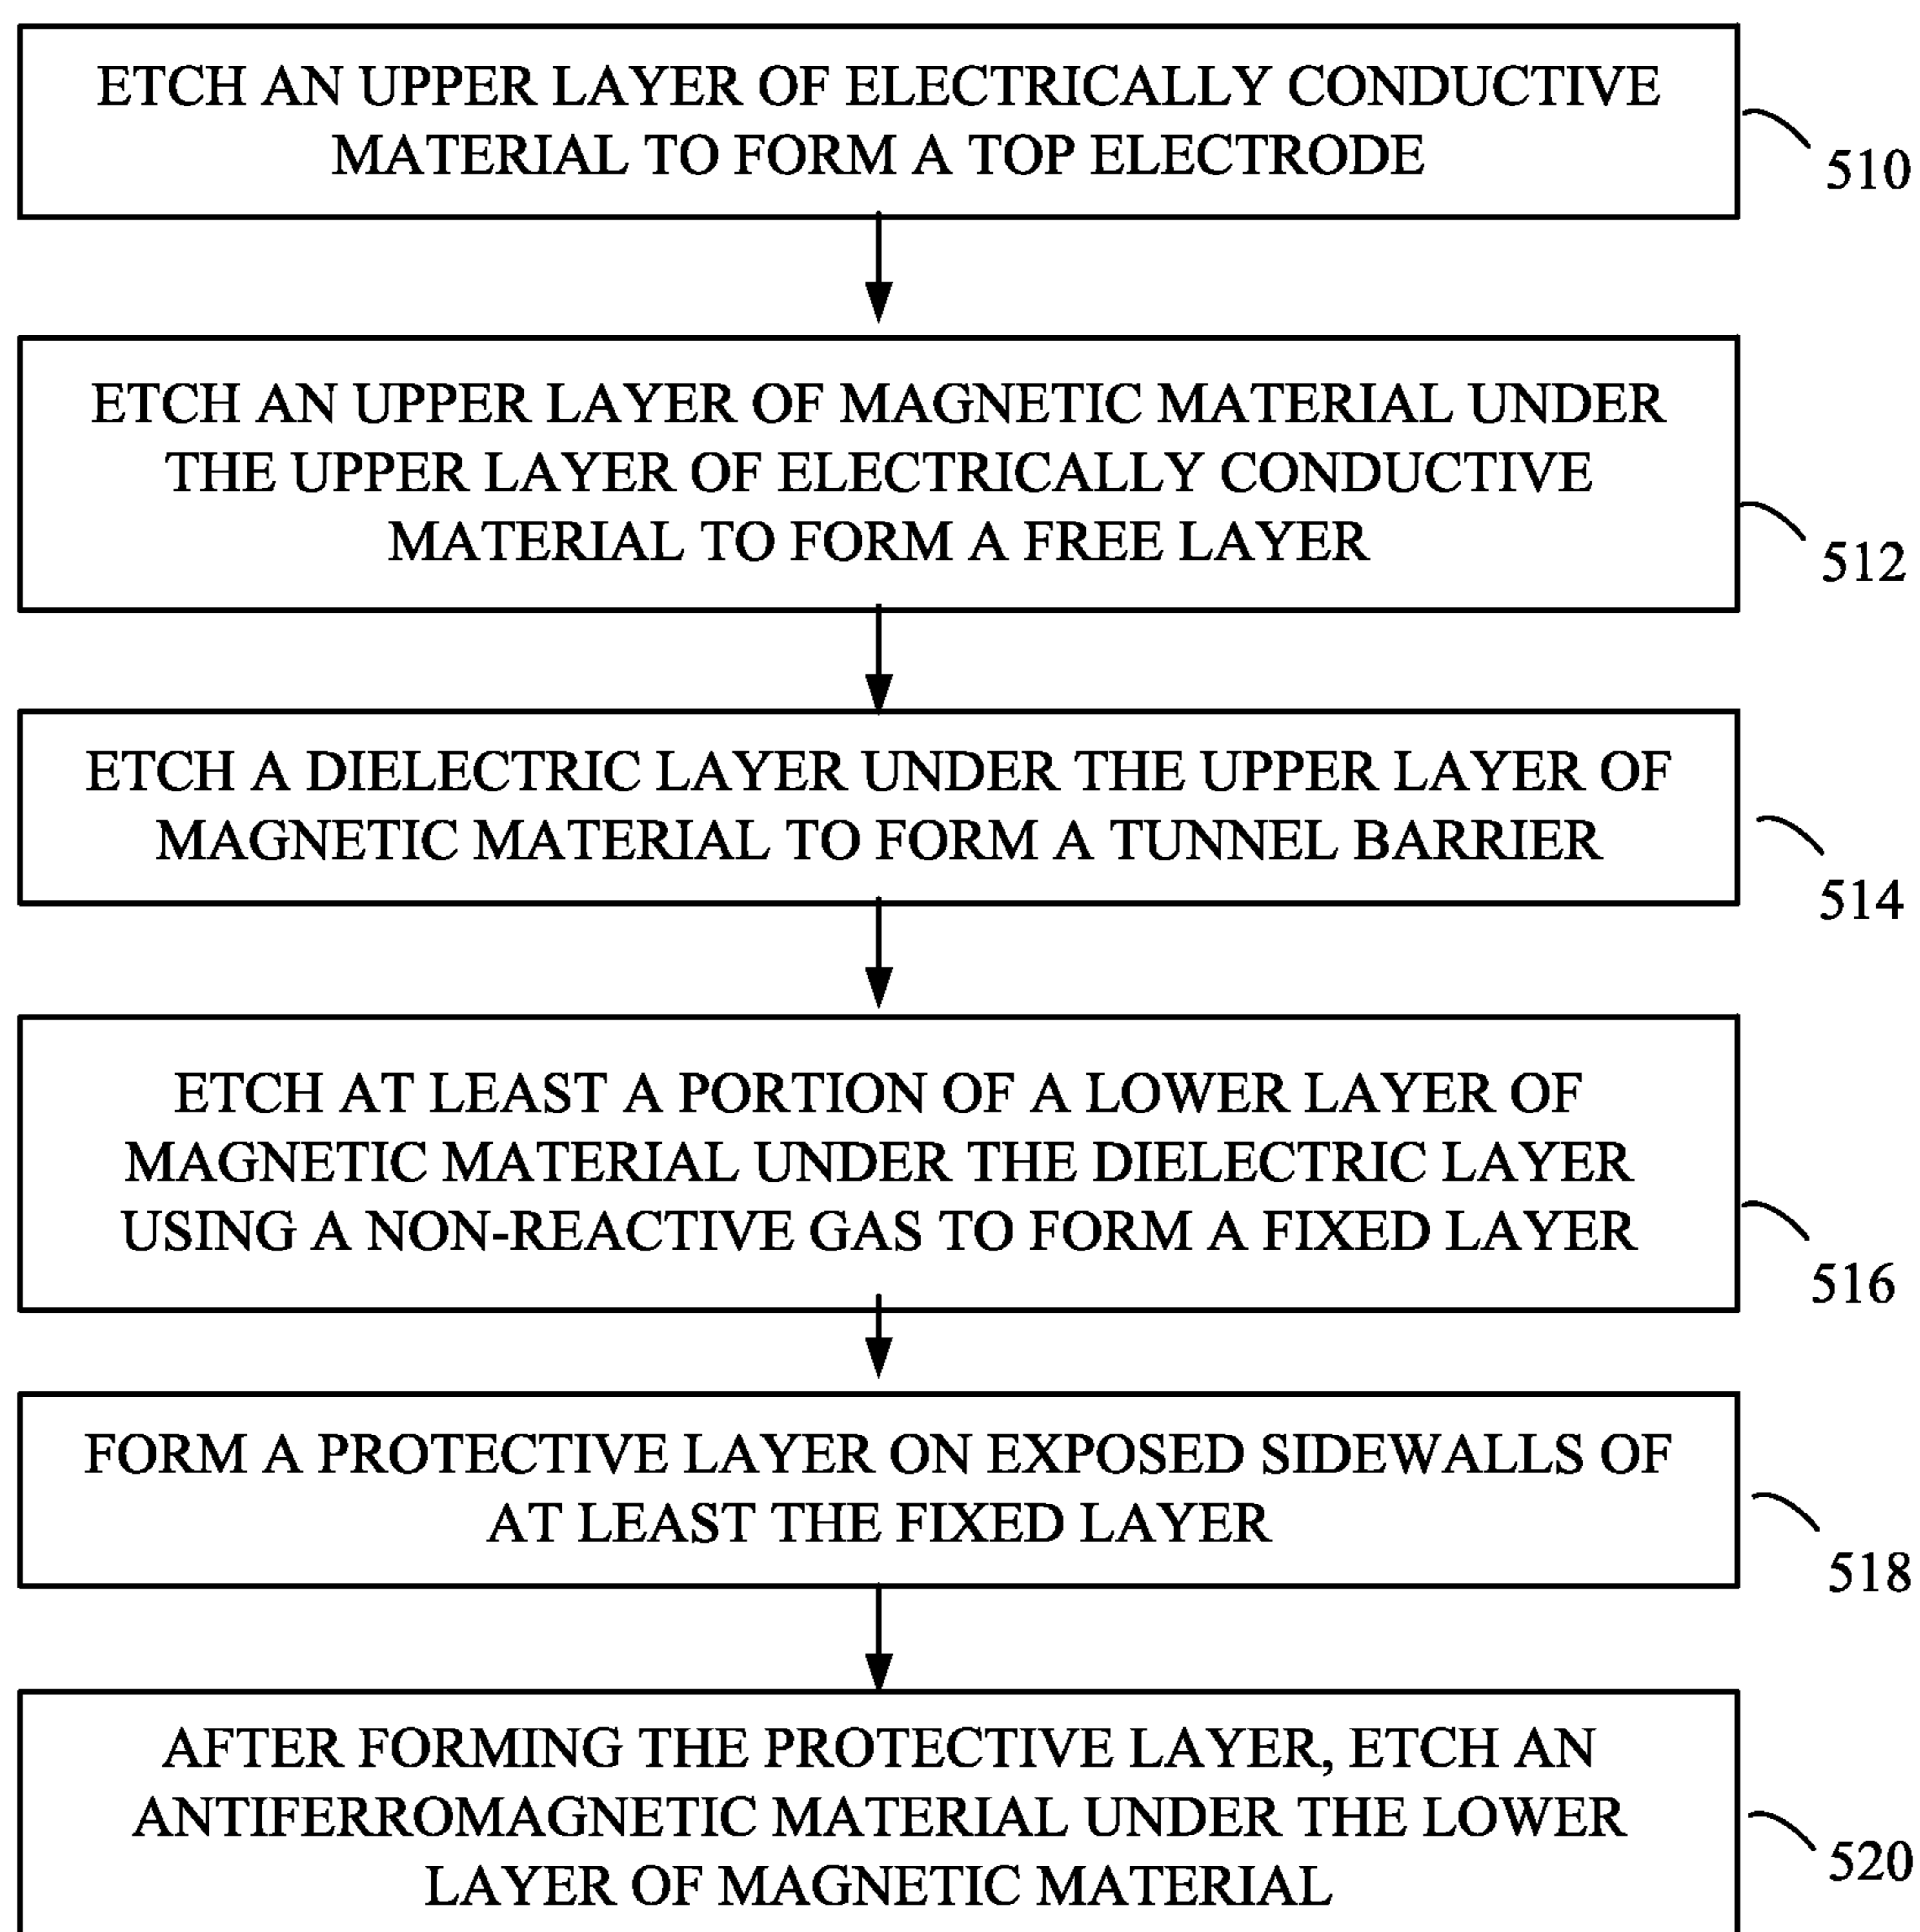 ETCH AN UPPER LAYER OF ELECTRICALLY CONDUCTIVE
MATERIAL TO FORM A TOP ELECTRODE
510
ETCH AN UPPER LAYER OF MAGNETIC MATERIAL UNDER
THE UPPER LAYER OF ELECTRICALLY CONDUCTIVE
MATERIAL TO FORM A FREE LAYER
512
ETCH A DIELECTRIC LAYER UNDER THE UPPER LAYER OF
MAGNETIC MATERIAL TO FORM A TUNNEL BARRIER
514
ETCH AT LEAST A PORTION OF A LOWER LAYER OF
MAGNETIC MATERIAL UNDER THE DIELECTRIC LAYER
USING A NON-REACTIVE GAS TO FORM A FIXED LAYER
516
FORM A PROTECTIVE LAYER ON EXPOSED SIDEWALLS OF
AT LEAST THE FIXED LAYER
518
AFTER FORMING THE PROTECTIVE LAYER, ETCH AN
ANTIFERROMAGNETIC MATERIAL UNDER THE LOWER
LAYER OF MAGNETIC MATERIAL
520